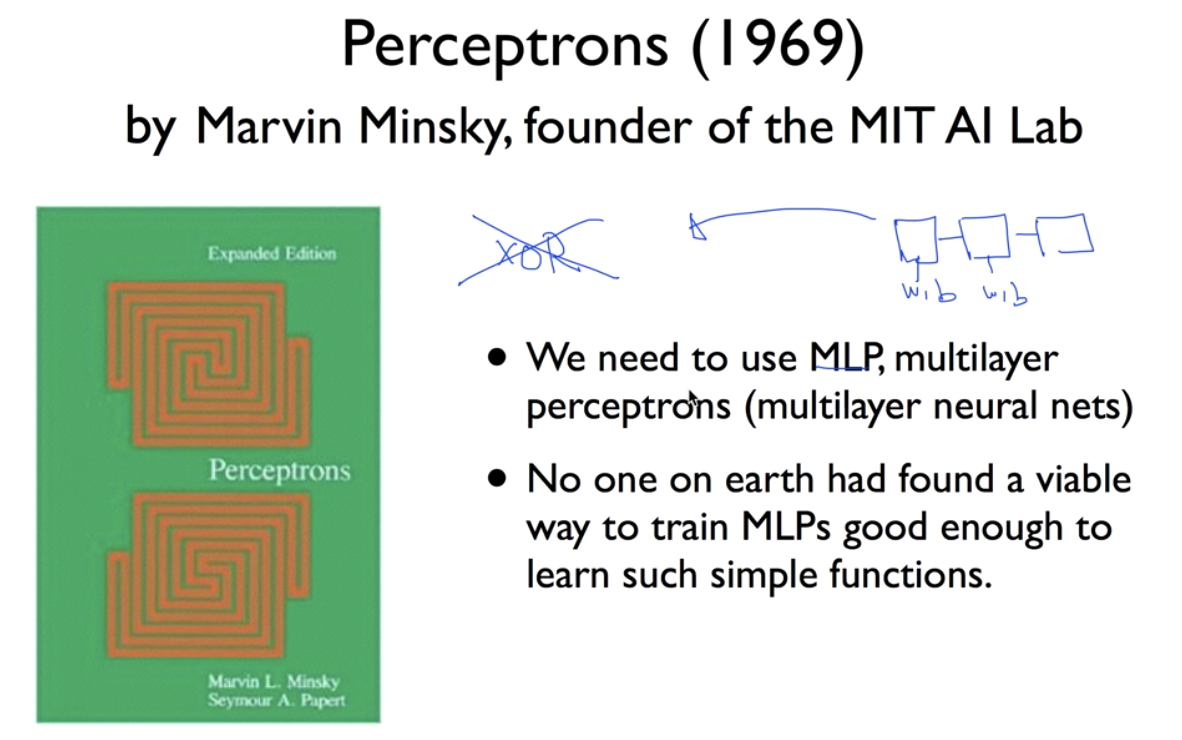 Perceptrons (1969)
by Marvin Minsky, founder of the MIT AI Lab
Expanded Edition
Perceptrons
Marvin L. Minsky
Seymour A. Papert
XOR
w,b w,b
• We need to use MLP, multilayer
perceptrons (multilayer neural nets)
• No one on earth had found a viable
way to train MLPs good enough to
learn such simple functions.